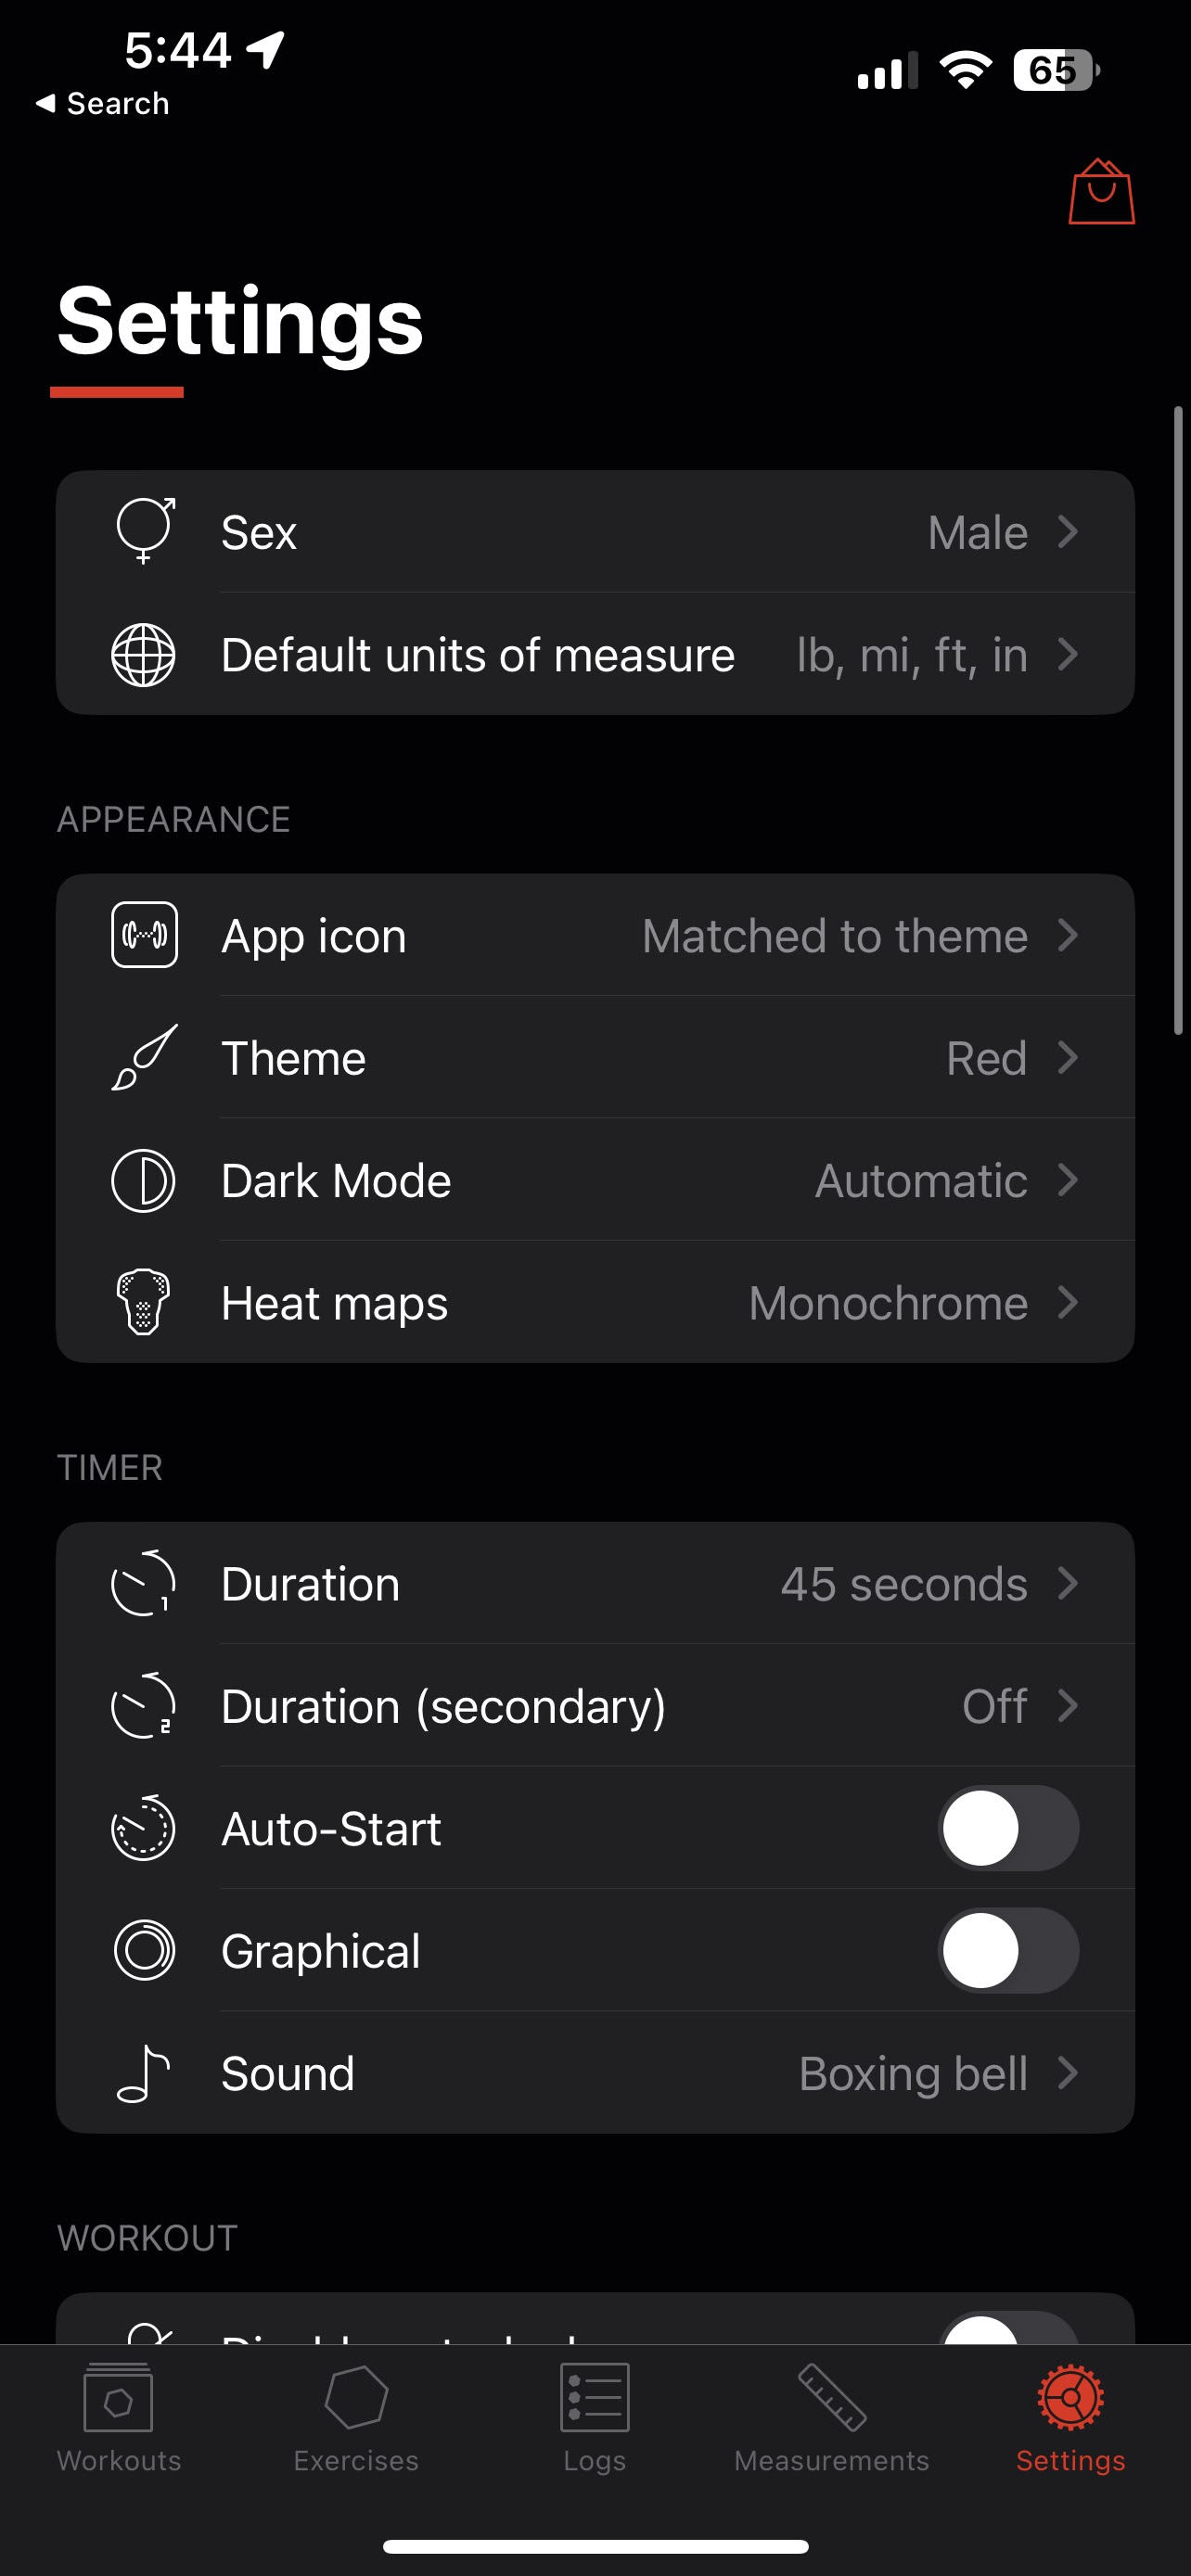 5:44
65
Search
Settings
Sex Male
Default units of measure lb, mi, ft, in
APPEARANCE
App icon Matched to theme
Theme Red
Dark Mode Automatic
Heat maps Monochrome
TIMER
Duration 45 seconds
Duration (secondary) Off
Auto-Start
Graphical
Sound Boxing bell
WORKOUT
Workouts Exercises Logs Measurements Settings